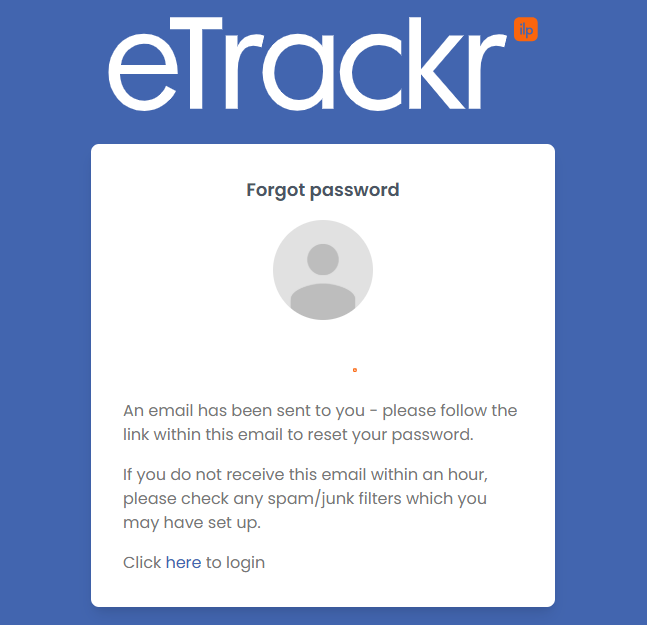 eTrackr ilp
Forgot password
An email has been sent to you - please follow the
link within this email to reset your password.
If you do not receive this email within an hour,
please check any spam/junk filters which you
may have set up.
Click here to login